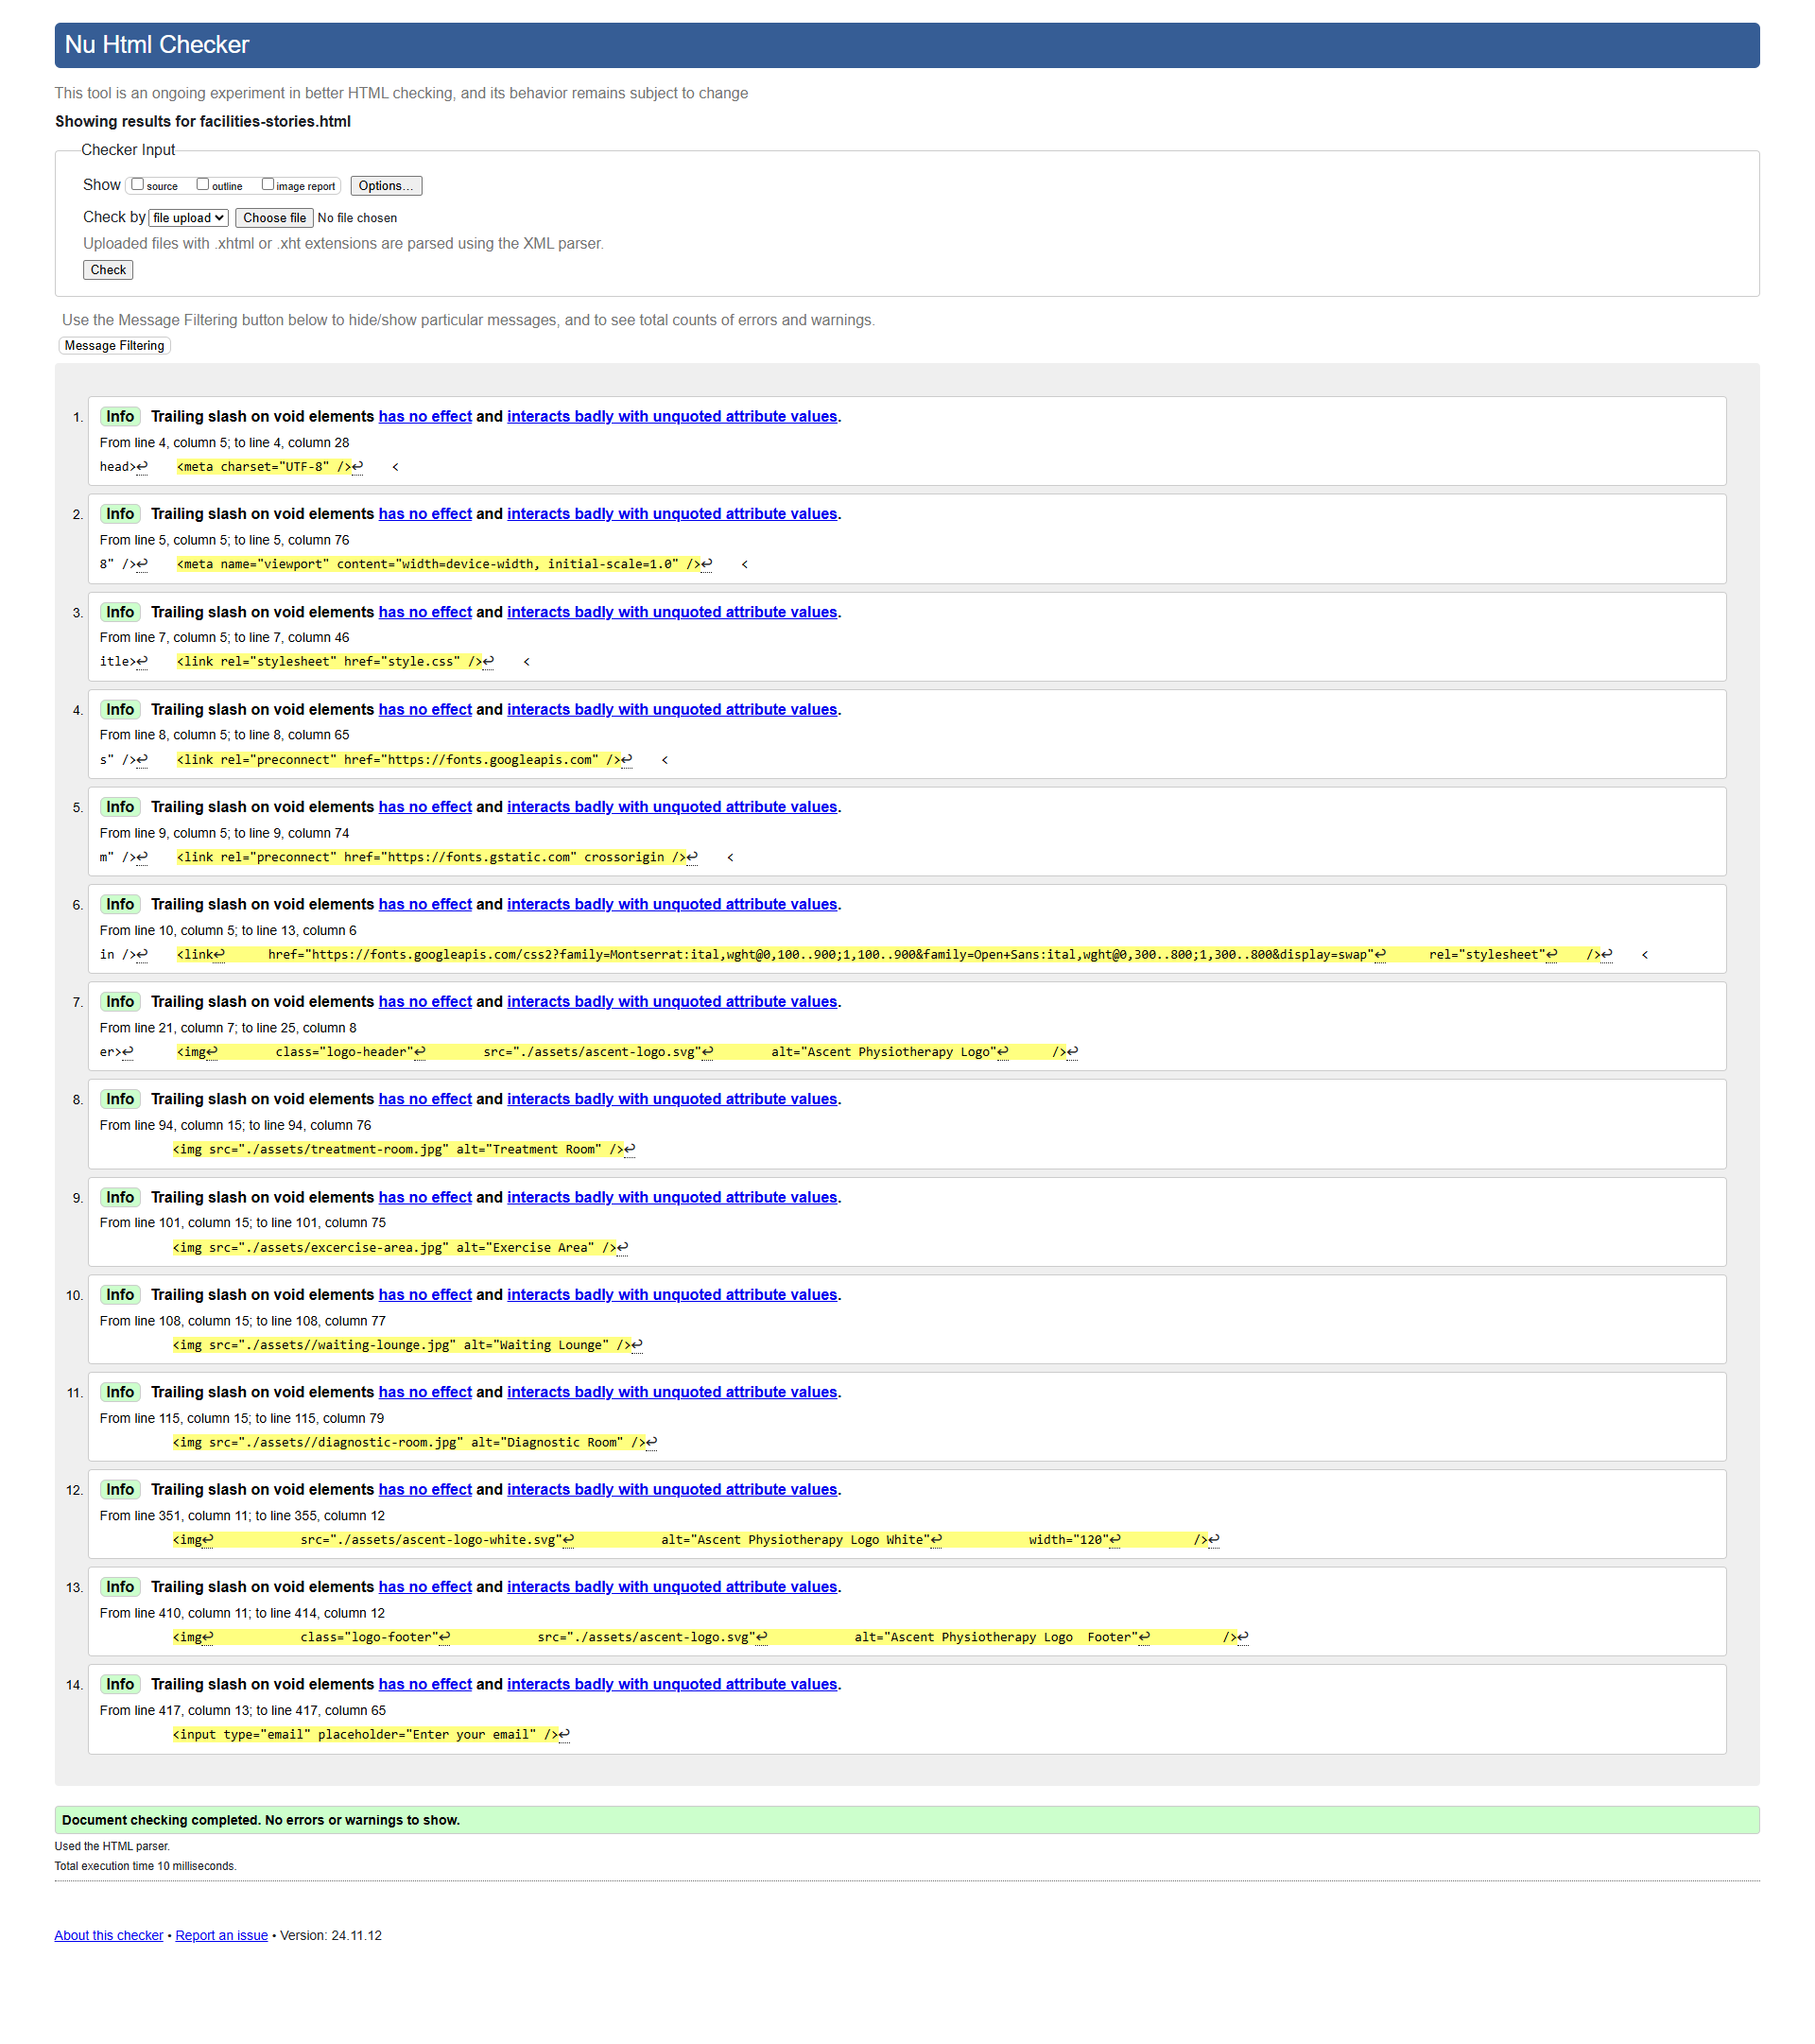 Nu Html Checker
This tool is an ongoing experiment in better HTML checking, and its behavior remains subject to change
Showing results for facilities-stories.html
Checker Input
Show source outline image report Options...
Check by file upload Choose file No file chosen
Uploaded files with .xhtml or .xht extensions are parsed using the XML parser.
Check
Use the Message Filtering button below to hide/show particular messages, and to see total counts of errors and warnings.
Message Filtering
1. Info Trailing slash on void elements has no effect and interacts badly with unquoted attribute values.
From line 4, column 5; to line 4, column 28
head>↩    <meta charset="UTF-8" />↩    <
2. Info Trailing slash on void elements has no effect and interacts badly with unquoted attribute values.
From line 5, column 5; to line 5, column 76
8" />↩    <meta name="viewport" content="width=device-width, initial-scale=1.0" />↩    <
3. Info Trailing slash on void elements has no effect and interacts badly with unquoted attribute values.
From line 7, column 5; to line 7, column 46
itle>↩    <link rel="stylesheet" href="style.css" />↩    <
4. Info Trailing slash on void elements has no effect and interacts badly with unquoted attribute values.
From line 8, column 5; to line 8, column 65
s" />↩    <link rel="preconnect" href="https://fonts.googleapis.com" />↩    <
5. Info Trailing slash on void elements has no effect and interacts badly with unquoted attribute values.
From line 9, column 5; to line 9, column 74
m" />↩    <link rel="preconnect" href="https://fonts.gstatic.com" crossorigin />↩    <
6. Info Trailing slash on void elements has no effect and interacts badly with unquoted attribute values.
From line 10, column 5; to line 13, column 6
in />↩    <link↩      href="https://fonts.googleapis.com/css2?family=Montserrat:ital,wght@0,100..900;1,100..900&family=Open+Sans:ital,wght@0,300..800;1,300..800&display=swap"↩      rel="stylesheet"↩    />↩    <
7. Info Trailing slash on void elements has no effect and interacts badly with unquoted attribute values.
From line 21, column 7; to line 25, column 8
er>↩      <img↩        class="logo-header"↩        src="./assets/ascent-logo.svg"↩        alt="Ascent Physiotherapy Logo"↩      />↩
8. Info Trailing slash on void elements has no effect and interacts badly with unquoted attribute values.
From line 94, column 15; to line 94, column 76
<img src="./assets/treatment-room.jpg" alt="Treatment Room" />↩
9. Info Trailing slash on void elements has no effect and interacts badly with unquoted attribute values.
From line 101, column 15; to line 101, column 75
<img src="./assets/excercise-area.jpg" alt="Exercise Area" />↩
10. Info Trailing slash on void elements has no effect and interacts badly with unquoted attribute values.
From line 108, column 15; to line 108, column 77
<img src="./assets//waiting-lounge.jpg" alt="Waiting Lounge" />↩
11. Info Trailing slash on void elements has no effect and interacts badly with unquoted attribute values.
From line 115, column 15; to line 115, column 79
<img src="./assets//diagnostic-room.jpg" alt="Diagnostic Room" />↩
12. Info Trailing slash on void elements has no effect and interacts badly with unquoted attribute values.
From line 351, column 11; to line 355, column 12
<img↩            src="./assets/ascent-logo-white.svg"↩            alt="Ascent Physiotherapy Logo White"↩            width="120"↩          />↩
13. Info Trailing slash on void elements has no effect and interacts badly with unquoted attribute values.
From line 410, column 11; to line 414, column 12
<img↩            class="logo-footer"↩            src="./assets/ascent-logo.svg"↩            alt="Ascent Physiotherapy Logo  Footer"↩          />↩
14. Info Trailing slash on void elements has no effect and interacts badly with unquoted attribute values.
From line 417, column 13; to line 417, column 65
<input type="email" placeholder="Enter your email" />↩
Document checking completed. No errors or warnings to show.
Used the HTML parser.
Total execution time 10 milliseconds.
About this checker • Report an issue • Version: 24.11.12